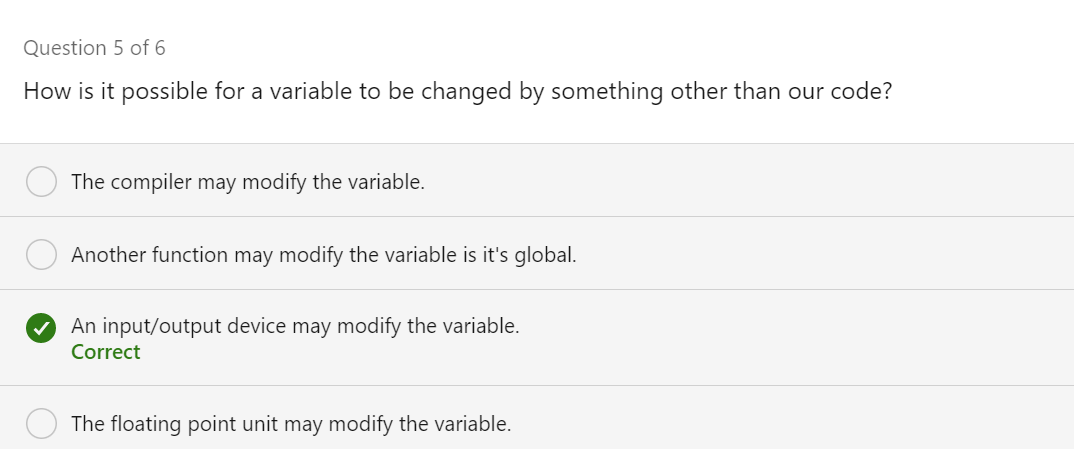 Question 5 of 6
How is it possible for a variable to be changed by something other than our code?
The compiler may modify the variable.
Another function may modify the variable is it's global.
An input/output device may modify the variable.
Correct
The floating point unit may modify the variable.